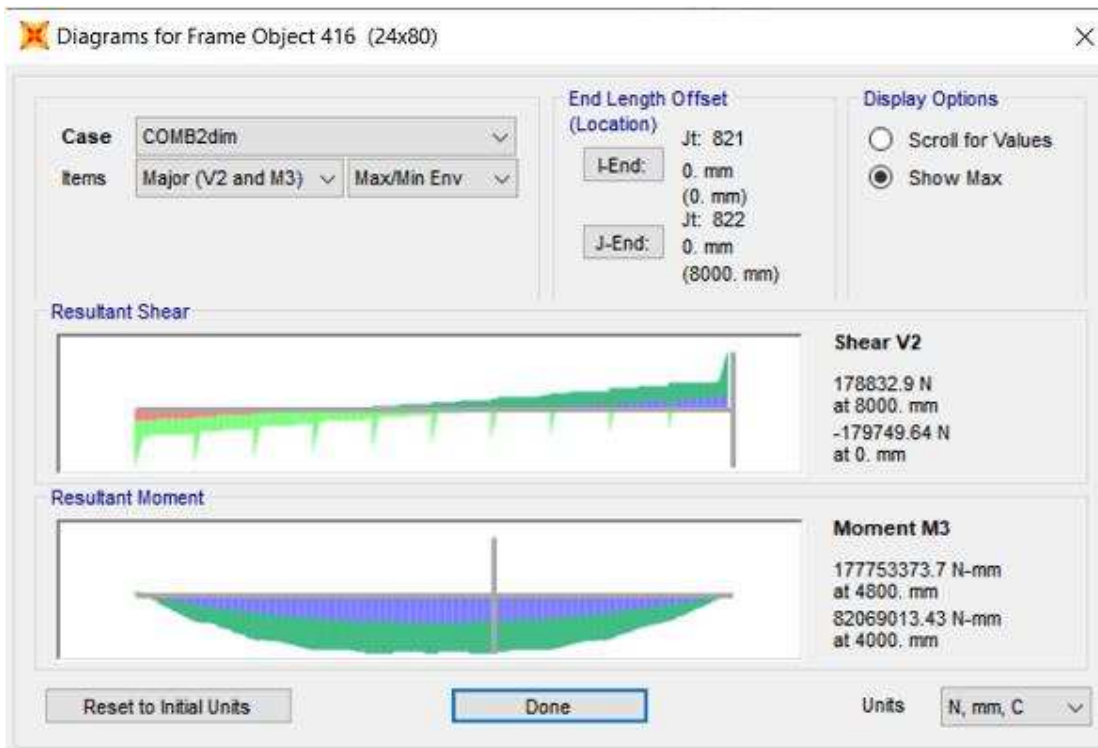 Diagrams for Frame Object 416 (24x80)
Case
COMB2dim
Items
Major (V2 and M3)
Max/Min Env
End Length Offset
(Location)
I-End:
Jt: 821
0. mm
(0. mm)
J-End:
Jt: 822
0. mm
(8000. mm)
Display Options
Scroll for Values
Show Max
Resultant Shear
Shear V2
178832.9 N
at 8000. mm
-179749.64 N
at 0. mm
Resultant Moment
Moment M3
177753373.7 N-mm
at 4800. mm
82069013.43 N-mm
at 4000. mm
Reset to Initial Units
Done
Units
N, mm, C